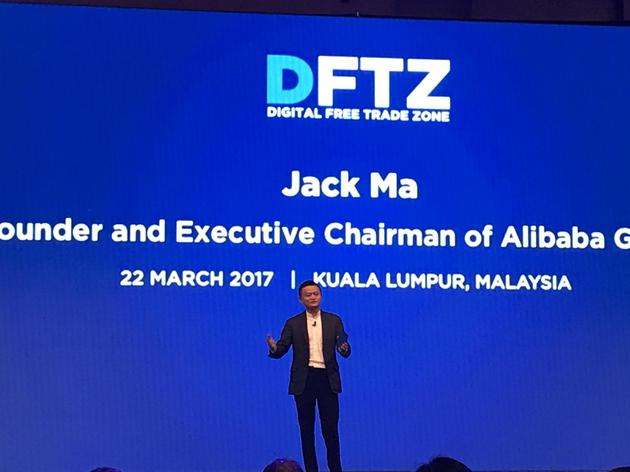 DFTZ
DIGITAL FREE TRADE ZONE
Jack Ma
ounder and Executive Chairman of Alibaba G
22 MARCH 2017 | KUALA LUMPUR, MALAYSIA